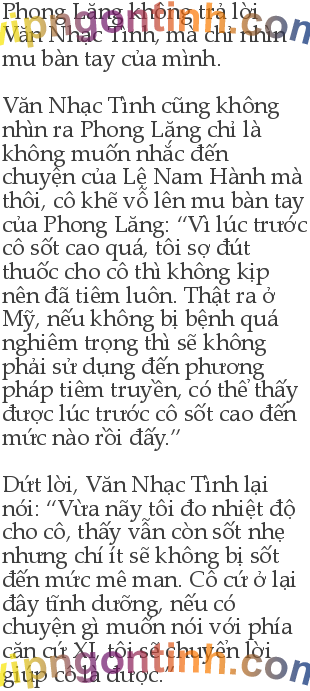 Phong Lăng không trả lời
Văn Nhạc Tình, mà chỉ nhìn
mu bàn tay của mình.
Văn Nhạc Tình cũng không
nhìn ra Phong Lăng chỉ là
không muốn nhắc đến
chuyện của Lệ Nam Hành mà
thôi, cô khẽ vỗ lên mu bàn tay
của Phong Lăng: “Vì lúc trước
cô sốt cao quá, tôi sợ đút
thuốc cho cô thì không kịp
nên đã tiêm luôn. Thật ra ở
Mỹ, nếu không bị bệnh quá
nghiêm trọng thì sẽ không
phải sử dụng đến phương
pháp tiêm truyền, có thể thấy
được lúc trước cô sốt cao đến
mức nào rồi đấy.”
Dứt lời, Văn Nhạc Tình lại
nói: “Vừa nãy tôi đo nhiệt độ
cho cô, thấy vẫn còn sốt nhẹ
nhưng chí ít sẽ không bị sốt
đến mức mê man. Cô cứ ở lại
đây tĩnh dưỡng, nếu có
chuyện gì muốn nói với phía
căn cứ XI, tôi sẽ chuyển lời
giúp cô là được.”
vipngontinh.com
vipngontinh.com